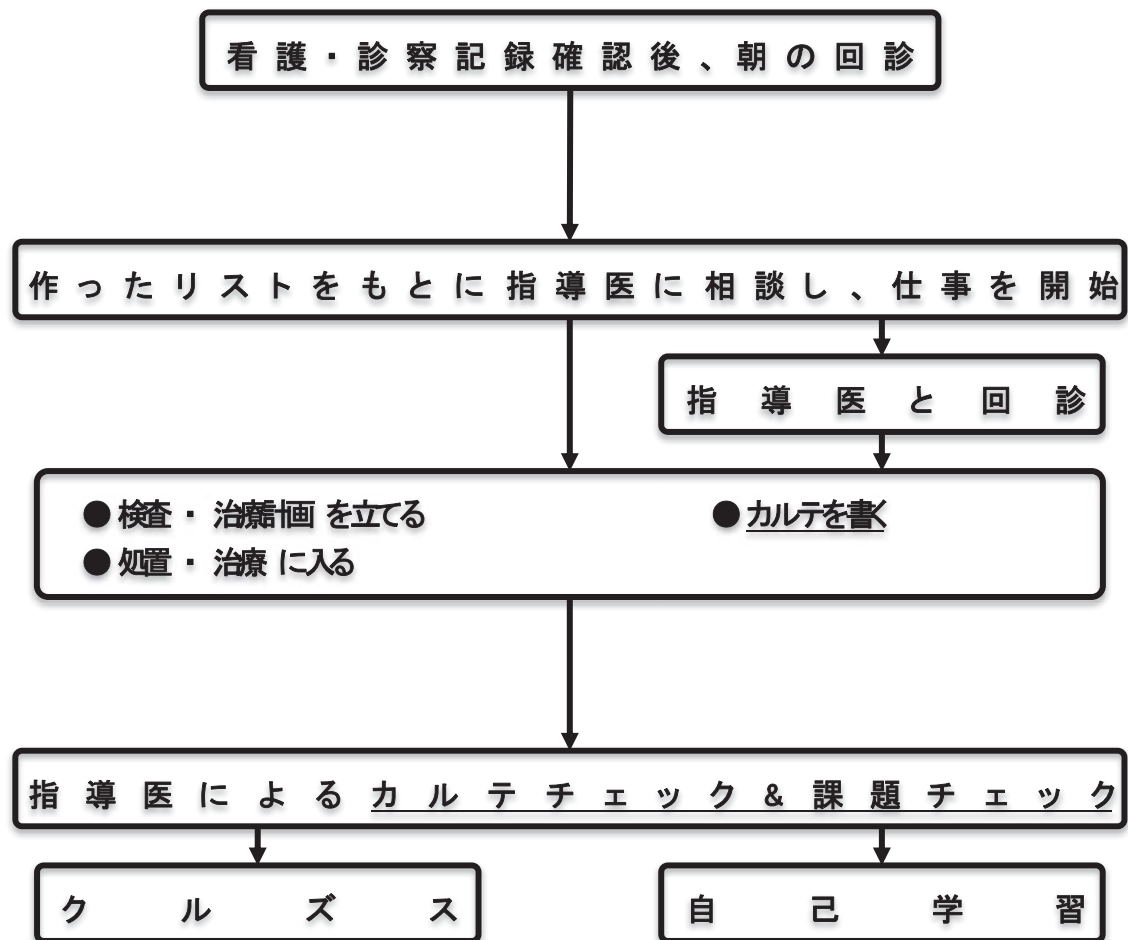 看護・診察記録確認後、朝の回診
作ったリストをもとに指導医に相談し、仕事を開始
指導医と回診
●検査・治療計画を立てる
●カルテを書く
●処置・治療に入る
指導医によるカルテチェック&課題チェック
クルズス
自己学習